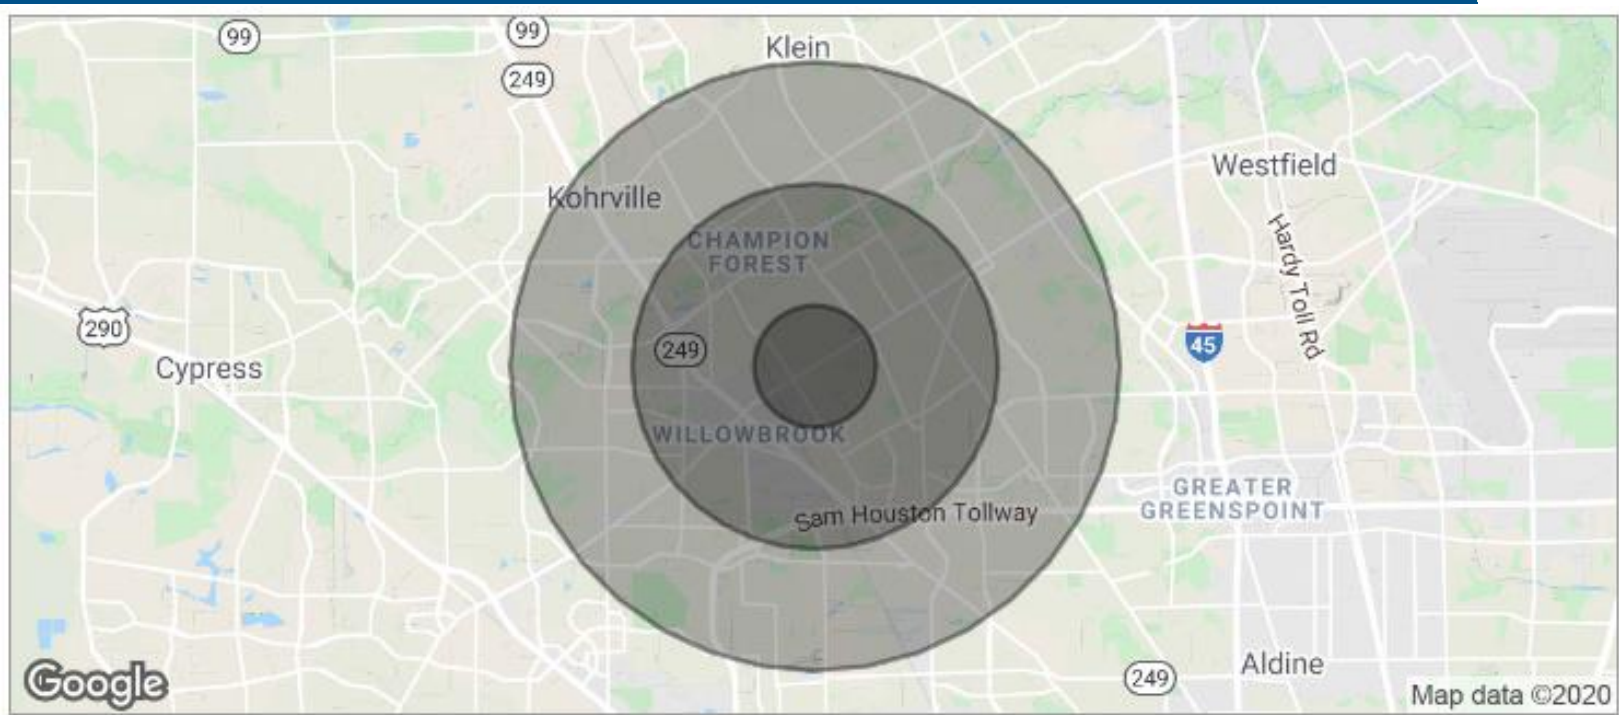 99
99
Klein
249
Westfield
Kohrville
Hardy Toll Rd
CHAMPION
FOREST
290
249
45
Cypress
WILLOWBROOK
GREATER
GREENSPOINT
Sam Houston Tollway
Aldine
249
Google
Map data ©2020